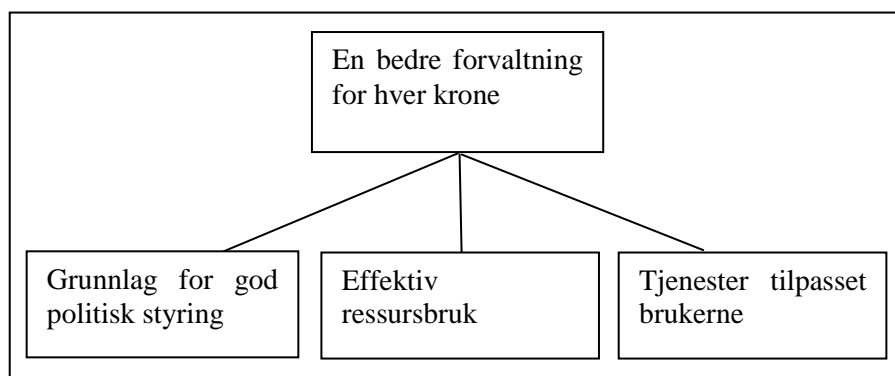 En bedre forvaltning
for hver krone
Grunnlag for god
politisk styring
Effektiv
ressursbruk
Tjenester tilpasset
brukerne